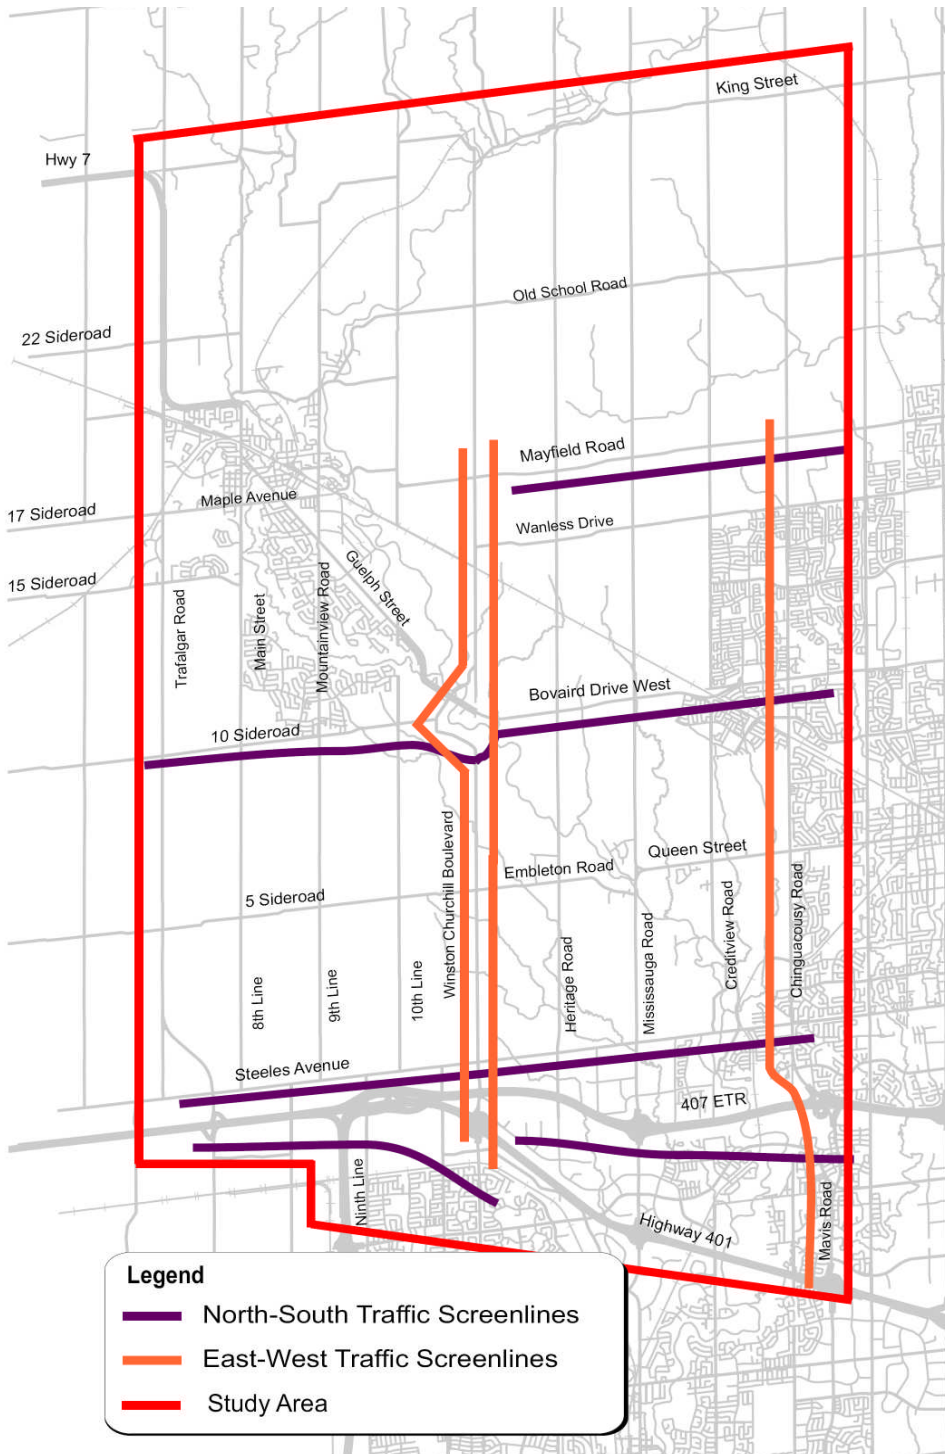 King Street
Hwy 7
Old School Road
22 Sideroad
Mayfield Road
Maple Avenue
17 Sideroad
Wanless Drive
Guelph Street
15 Sideroad
Trafalgar Road
Main Street
Mountainview Road
Bovaird Drive West
10 Sideroad
Winston Churchill Boulevard
Queen Street
Embleton Road
5 Sideroad
Chinguacousy Road
Creditview Road
Mississauga Road
Heritage Road
10th Line
9th Line
8th Line
Steeles Avenue
407 ETR
Ninth Line
Mavis Road
Highway 401
Legend
North-South Traffic Screenlines
East-West Traffic Screenlines
Study Area